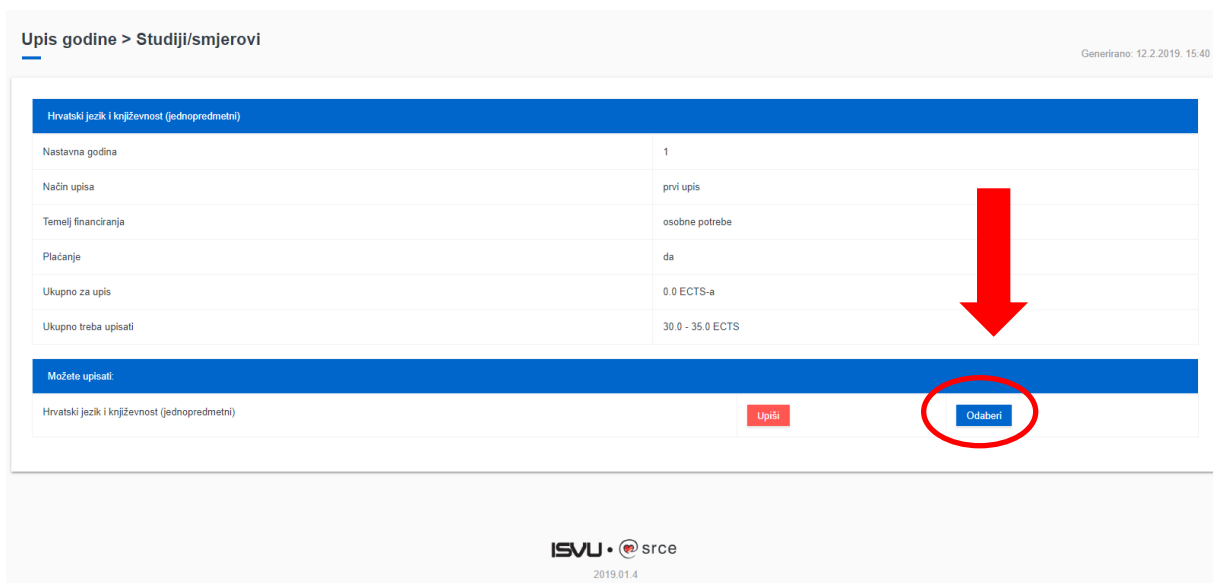 Upis godine > Studiji/smjerovi
Generirano: 12.2.2019. 15:40
Hrvatski jezik i književnost (jednopredmetni)
Nastavna godina 1
Način upisa prvi upis
Temelj financiranja osobne potrebe
Plaćanje da
Ukupno za upis 0.0 ECTS-a
Ukupno treba upisati 30.0 - 35.0 ECTS
Možete upisati:
Hrvatski jezik i književnost (jednopredmetni) Upiši Odaberi
ISVU • srce
2019.01.4